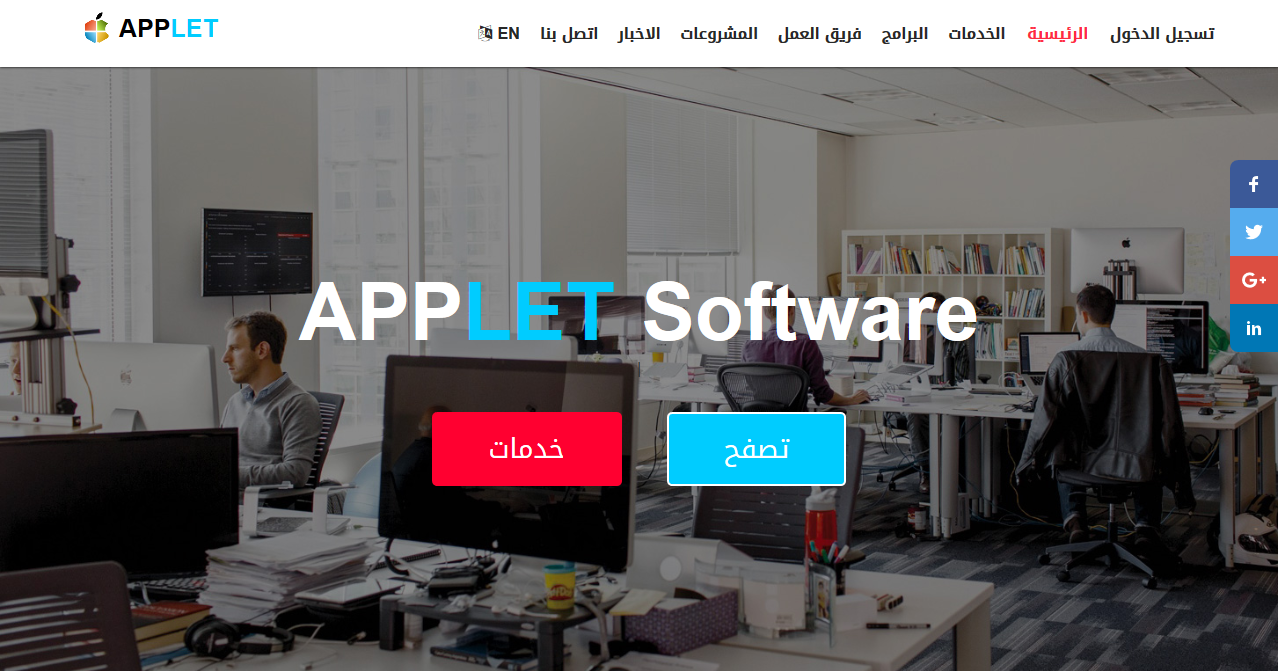 APPLET
تسجيل الدخول
الرئيسية
الخدمات
البرامج
فريق العمل
المشروعات
الاخبار
اتصل بنا
EN
APPLET Software
خدمات
تصفح
f
G+
in